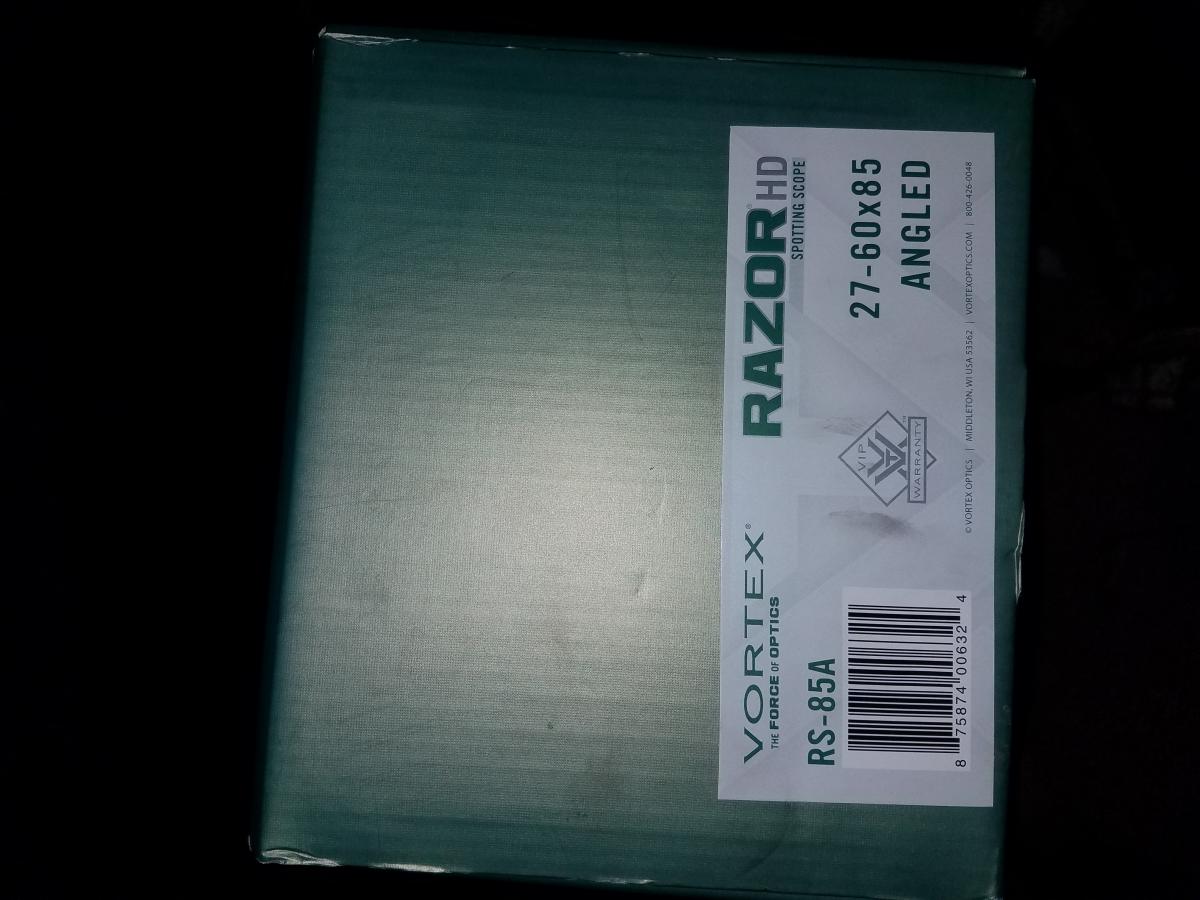 VORTEX®
THE FORCE OF OPTICS
RAZOR® HD
SPOTTING SCOPE
RS-85A
27-60x85
ANGLED
VIP
WARRANTY™
8 75874 00632 4
© VORTEX OPTICS | MIDDLETON, WI USA 53562 | VORTEXOPTICS.COM | 800-426-0048